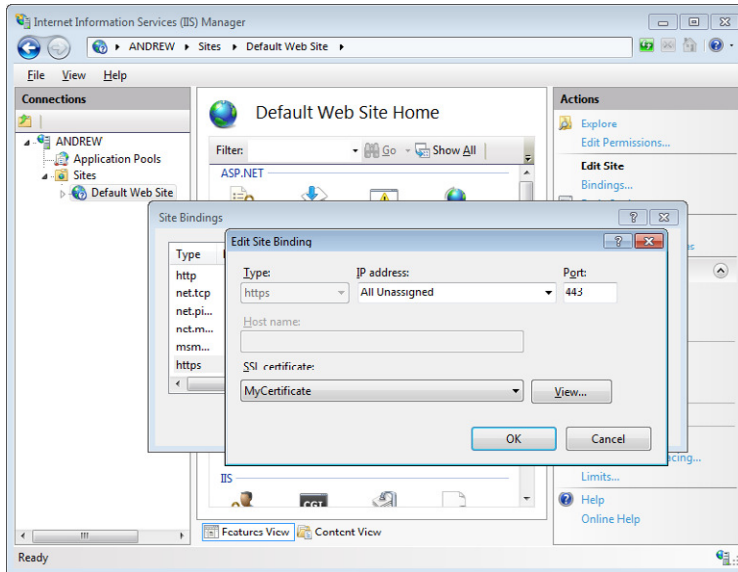 Internet Information Services (IIS) Manager
ANDREW Sites Default Web Site
File View Help
Connections
ANDREW
Application Pools
Sites
Default Web Site
Default Web Site Home
Filter: Go Show All
ASP.NET
Actions
Explore
Edit Permissions...
Edit Site
Bindings...
Site Bindings
Type
http
net.tcp
net.pi...
net.m...
msm...
https
Edit Site Binding
Type: IP address: Port:
https All Unassigned 443
Host name:
SSL certificate:
MyCertificate View...
OK Cancel
IIS
CGI
Limits...
Help
Online Help
Features View Content View
Ready